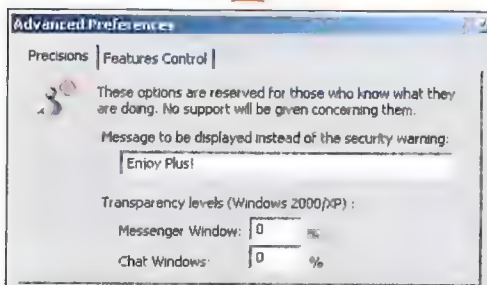 Advanced Preferences
Precisions Features Control
These options are reserved for those who know what they
are doing. No support will be given concerning them.
Message to be displayed instead of the security warning:
Enjoy Plus!
Transparency levels (Windows 2000/XP) :
Messenger Window: 0 %
Chat Windows: 0 %